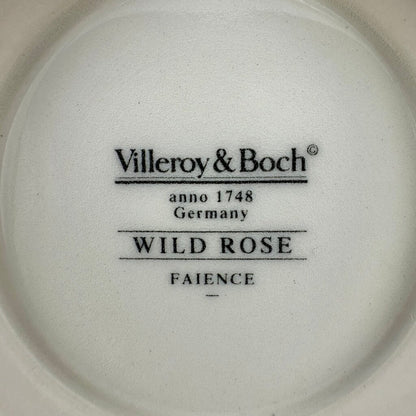 Villeroy & Boch©
anno 1748
Germany
WILD ROSE
FAIENCE